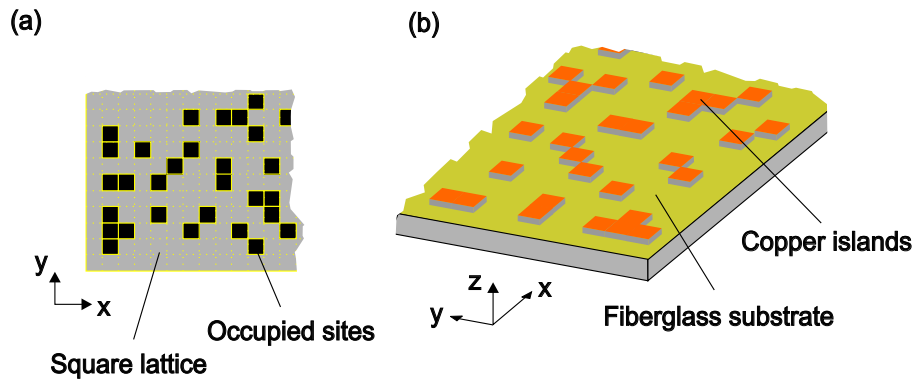 (a)
(b)
y
x
Occupied sites
Square lattice
Copper islands
z
x
y
Fiberglass substrate